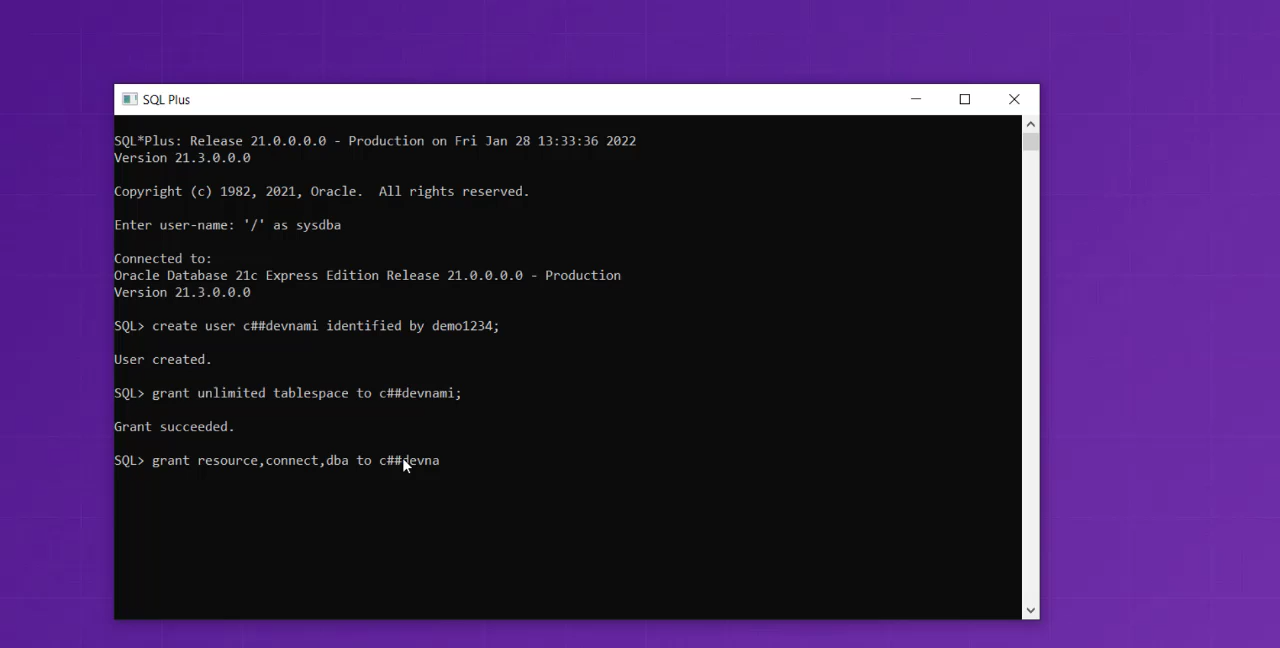 SQL Plus
SQL*Plus: Release 21.0.0.0.0 - Production on Fri Jan 28 13:33:36 2022
Version 21.3.0.0.0
Copyright (c) 1982, 2021, Oracle.  All rights reserved.
Enter user-name: '/' as sysdba
Connected to:
Oracle Database 21c Express Edition Release 21.0.0.0.0 - Production
Version 21.3.0.0.0
SQL> create user c##devnami identified by demo1234;
User created.
SQL> grant unlimited tablespace to c##devnami;
Grant succeeded.
SQL> grant resource,connect,dba to c##devna